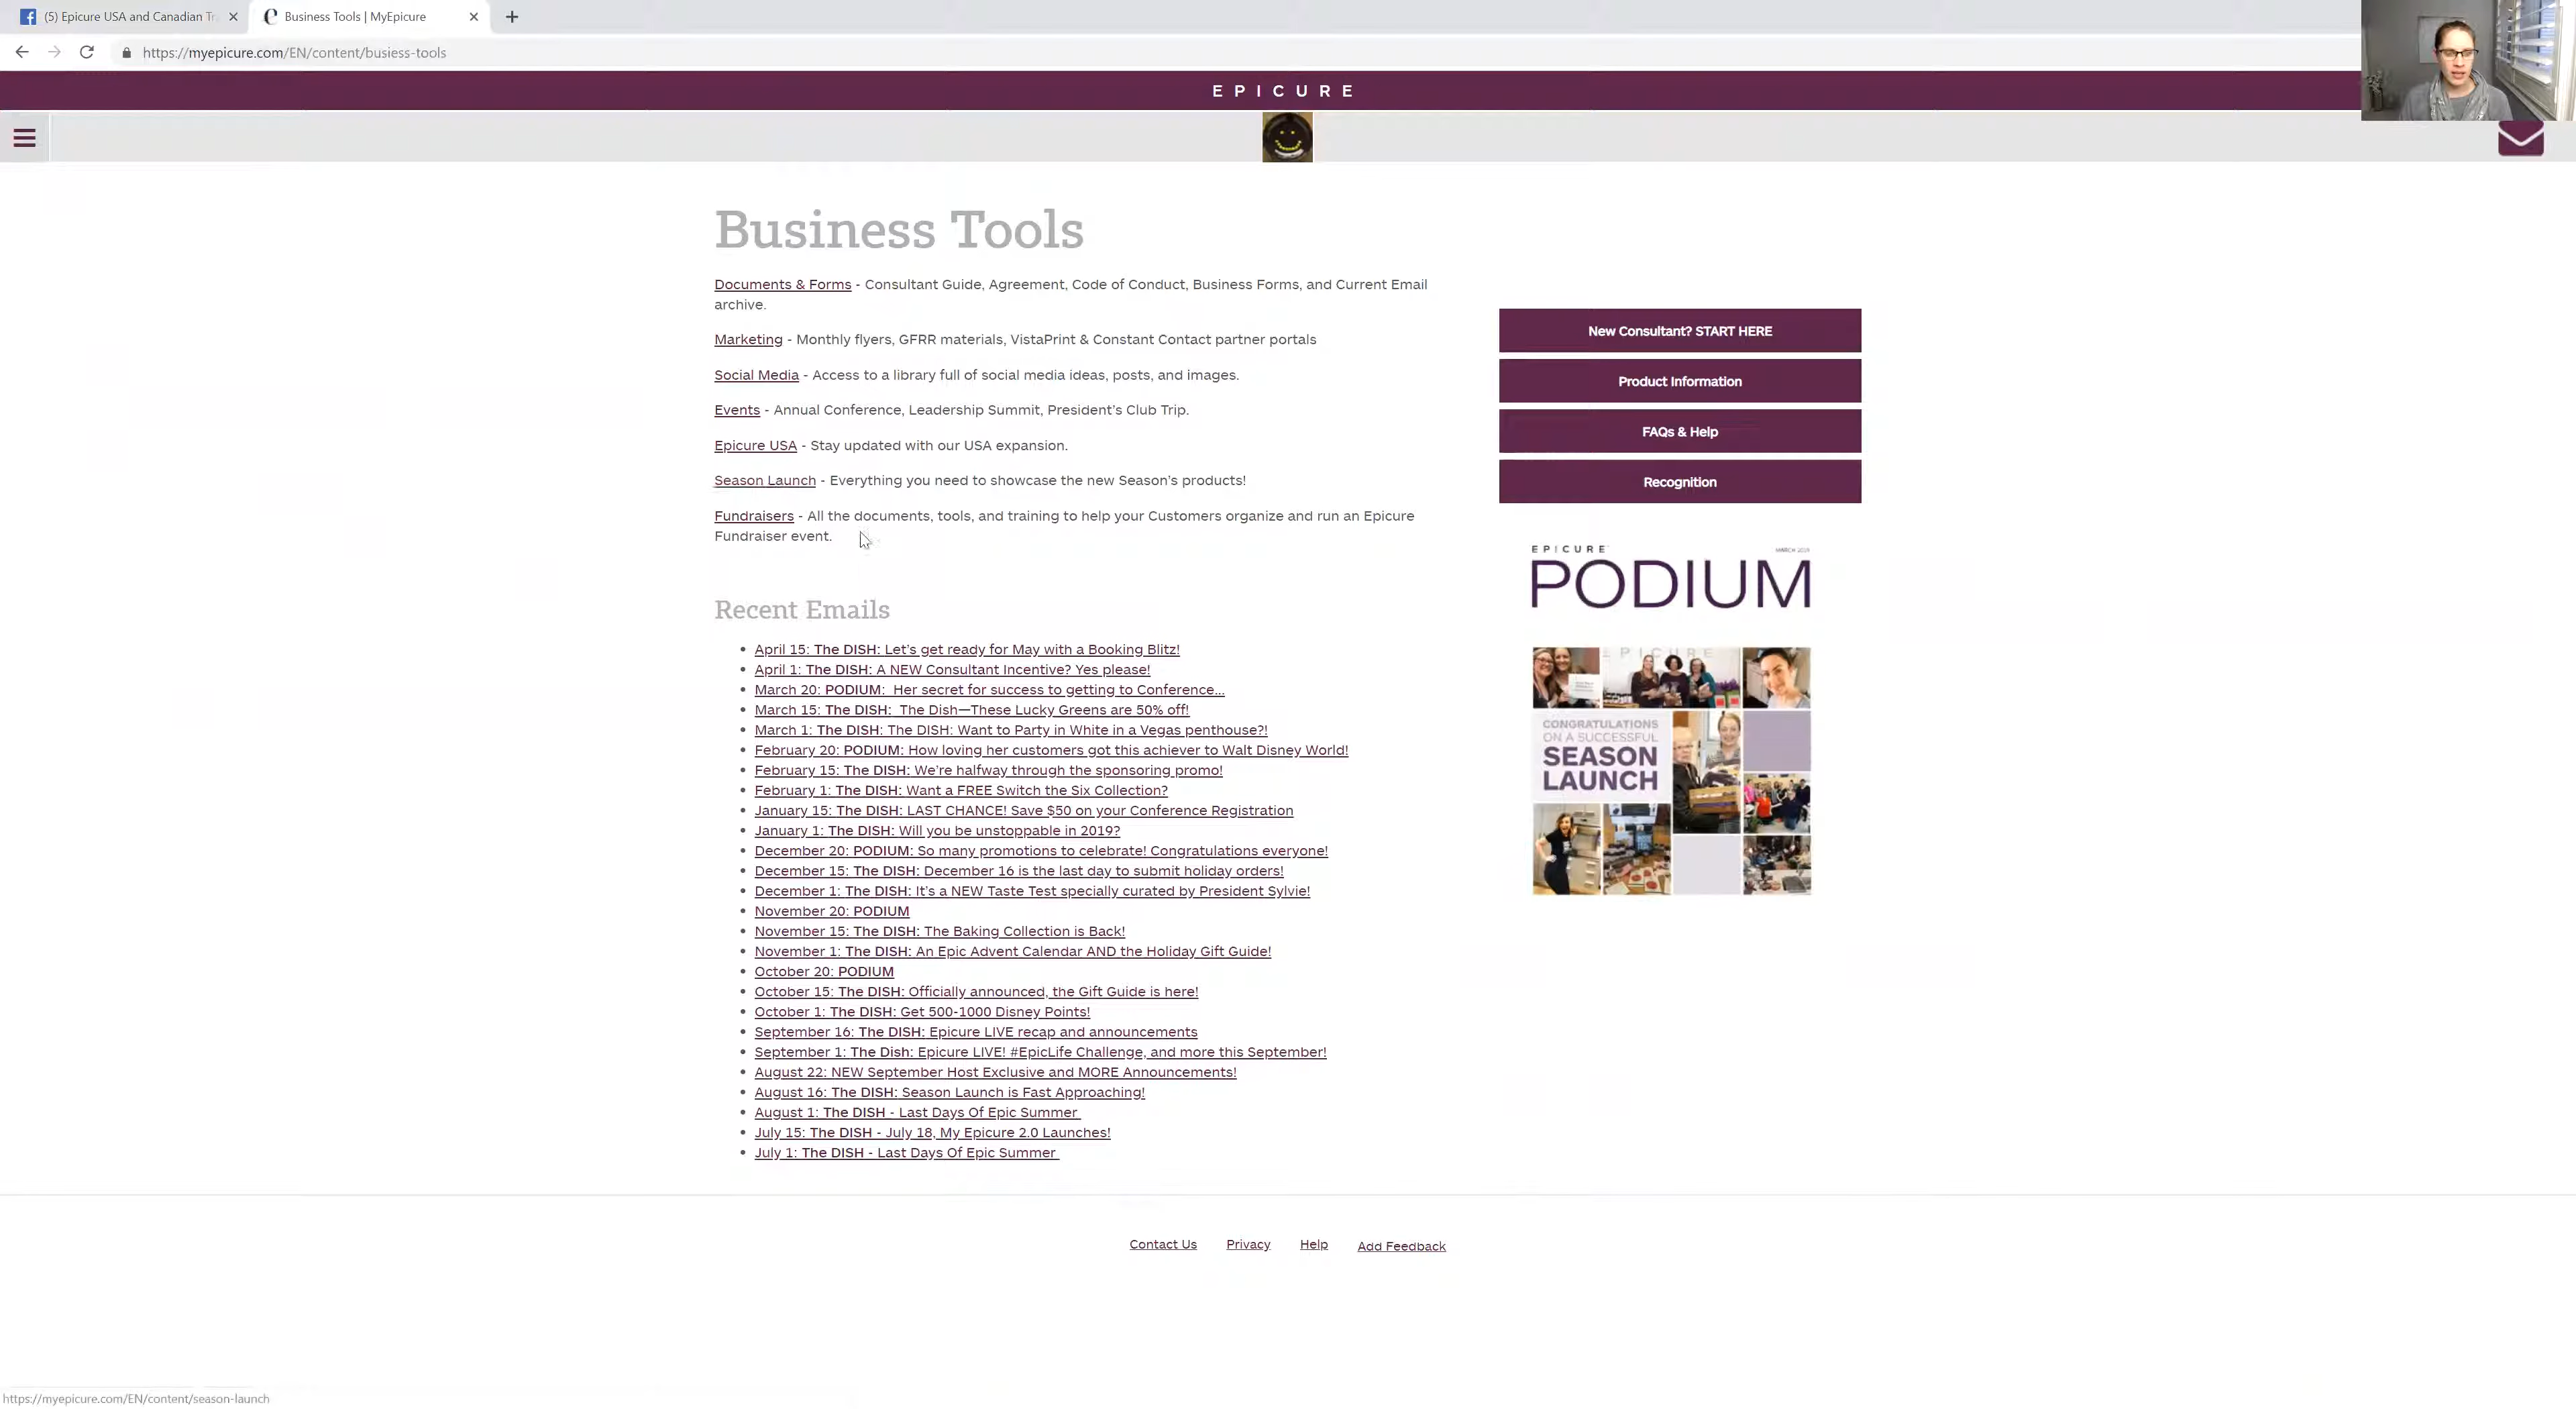 (5) Epicure USA and Canadian Tr
Business Tools | MyEpicure
https://myepicure.com/EN/content/busiess-tools
EPICURE
Business Tools
Documents & Forms - Consultant Guide, Agreement, Code of Conduct, Business Forms, and Current Email
archive.
Marketing - Monthly flyers, GFRR materials, VistaPrint & Constant Contact partner portals
Social Media - Access to a library full of social media ideas, posts, and images.
Events - Annual Conference, Leadership Summit, President's Club Trip.
Epicure USA - Stay updated with our USA expansion.
Season Launch - Everything you need to showcase the new Season's products!
Fundraisers - All the documents, tools, and training to help your Customers organize and run an Epicure
Fundraiser event.
New Consultant? START HERE
Product Information
FAQs & Help
Recognition
EPICURE
MARCH 2019
PODIUM
EPICURE
CONGRATULATIONS
ON A SUCCESSFUL
SEASON
LAUNCH
Recent Emails
April 15: The DISH: Let's get ready for May with a Booking Blitz!
April 1: The DISH: A NEW Consultant Incentive? Yes please!
March 20: PODIUM: Her secret for success to getting to Conference...
March 15: The DISH: The Dish—These Lucky Greens are 50% off!
March 1: The DISH: The DISH: Want to Party in White in a Vegas penthouse?!
February 20: PODIUM: How loving her customers got this achiever to Walt Disney World!
February 15: The DISH: We're halfway through the sponsoring promo!
February 1: The DISH: Want a FREE Switch the Six Collection?
January 15: The DISH: LAST CHANCE! Save $50 on your Conference Registration
January 1: The DISH: Will you be unstoppable in 2019?
December 20: PODIUM: So many promotions to celebrate! Congratulations everyone!
December 15: The DISH: December 16 is the last day to submit holiday orders!
December 1: The DISH: It's a NEW Taste Test specially curated by President Sylvie!
November 20: PODIUM
November 15: The DISH: The Baking Collection is Back!
November 1: The DISH: An Epic Advent Calendar AND the Holiday Gift Guide!
October 20: PODIUM
October 15: The DISH: Officially announced, the Gift Guide is here!
October 1: The DISH: Get 500-1000 Disney Points!
September 16: The DISH: Epicure LIVE recap and announcements
September 1: The Dish: Epicure LIVE! #EpicLife Challenge, and more this September!
August 22: NEW September Host Exclusive and MORE Announcements!
August 16: The DISH: Season Launch is Fast Approaching!
August 1: The DISH - Last Days Of Epic Summer
July 15: The DISH - July 18, My Epicure 2.0 Launches!
July 1: The DISH - Last Days Of Epic Summer
Contact Us
Privacy
Help
Add Feedback
https://myepicure.com/EN/content/season-launch